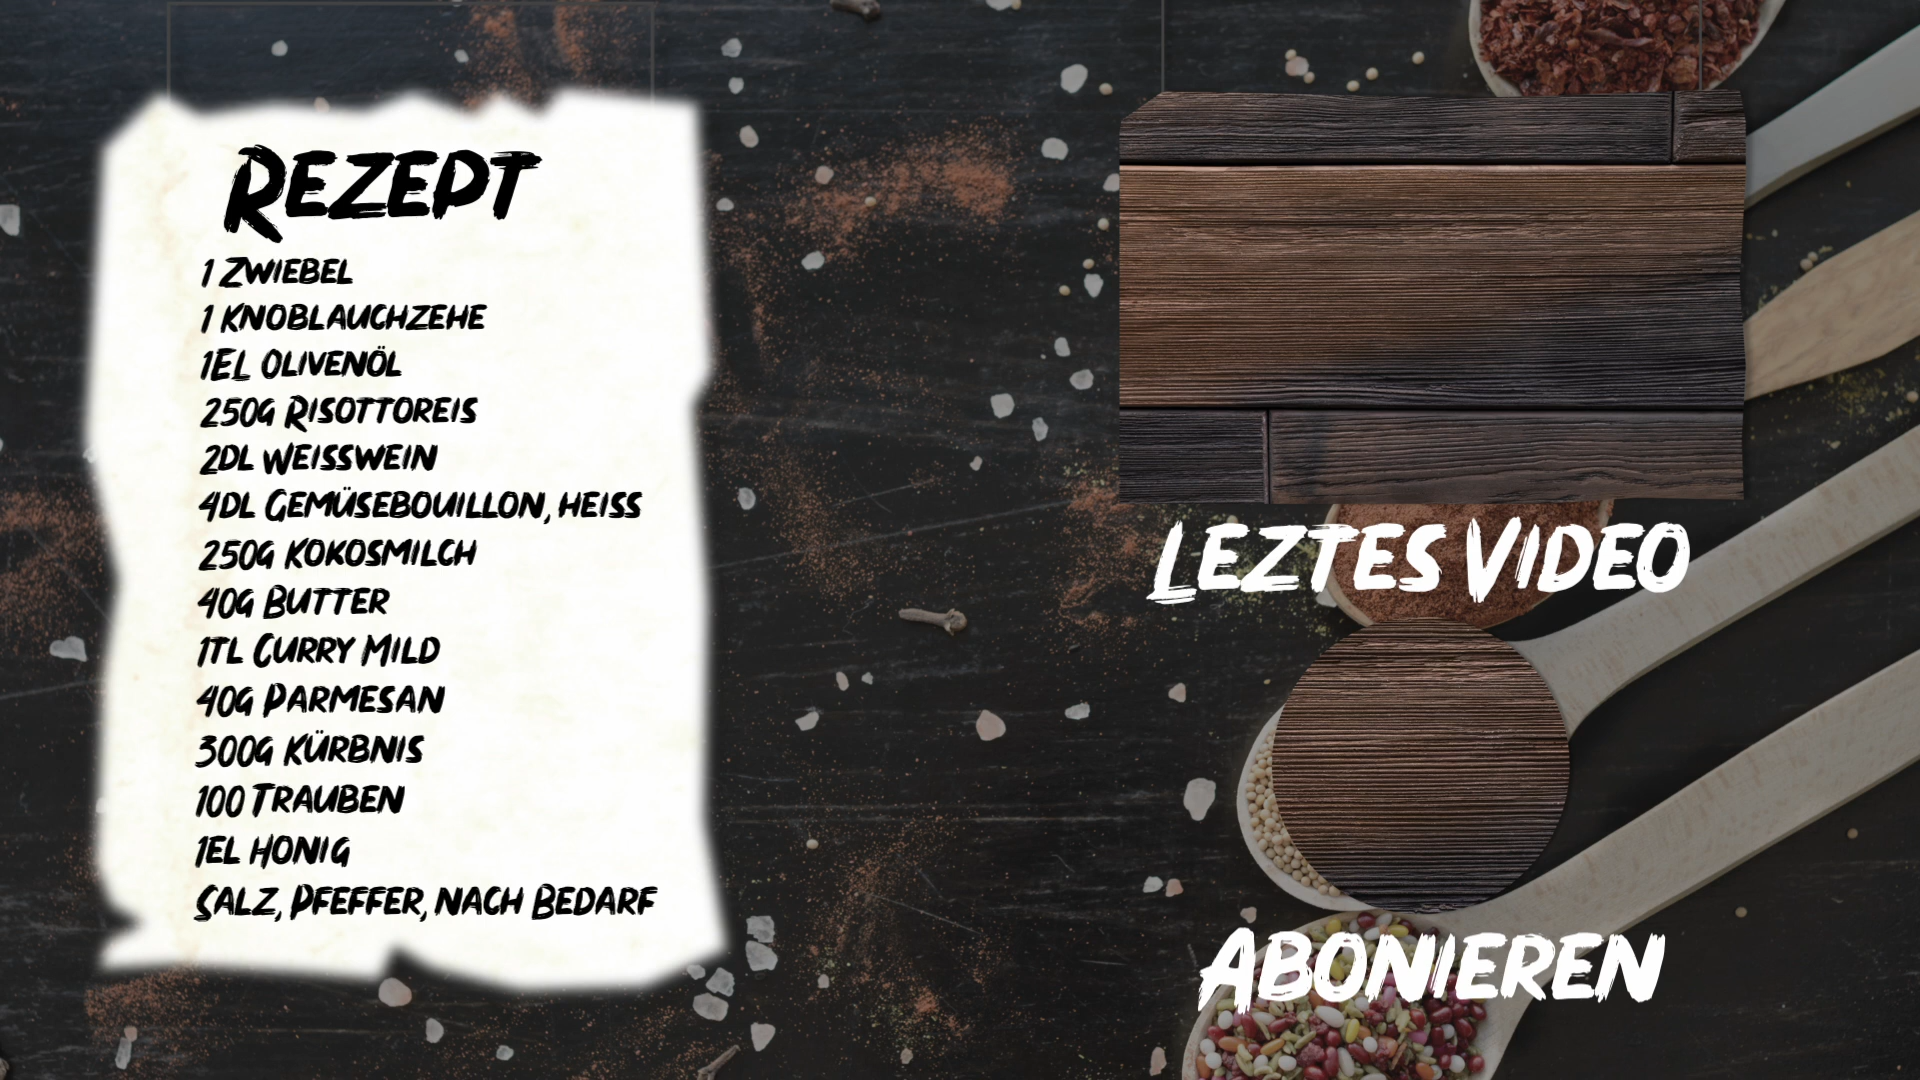 Rezept
1 Zwiebel
1 Knoblauchzehe
1EL Olivenöl
250g Risottoreis
2dl Weisswein
4dl Gemüsebouillon, heiss
250g Kokosmilch
40g Butter
1TL Curry Mild
40g Parmesan
300g Kürbnis
100 Trauben
1EL Honig
Salz, Pfeffer, nach Bedarf
Leztes Video
Abonieren